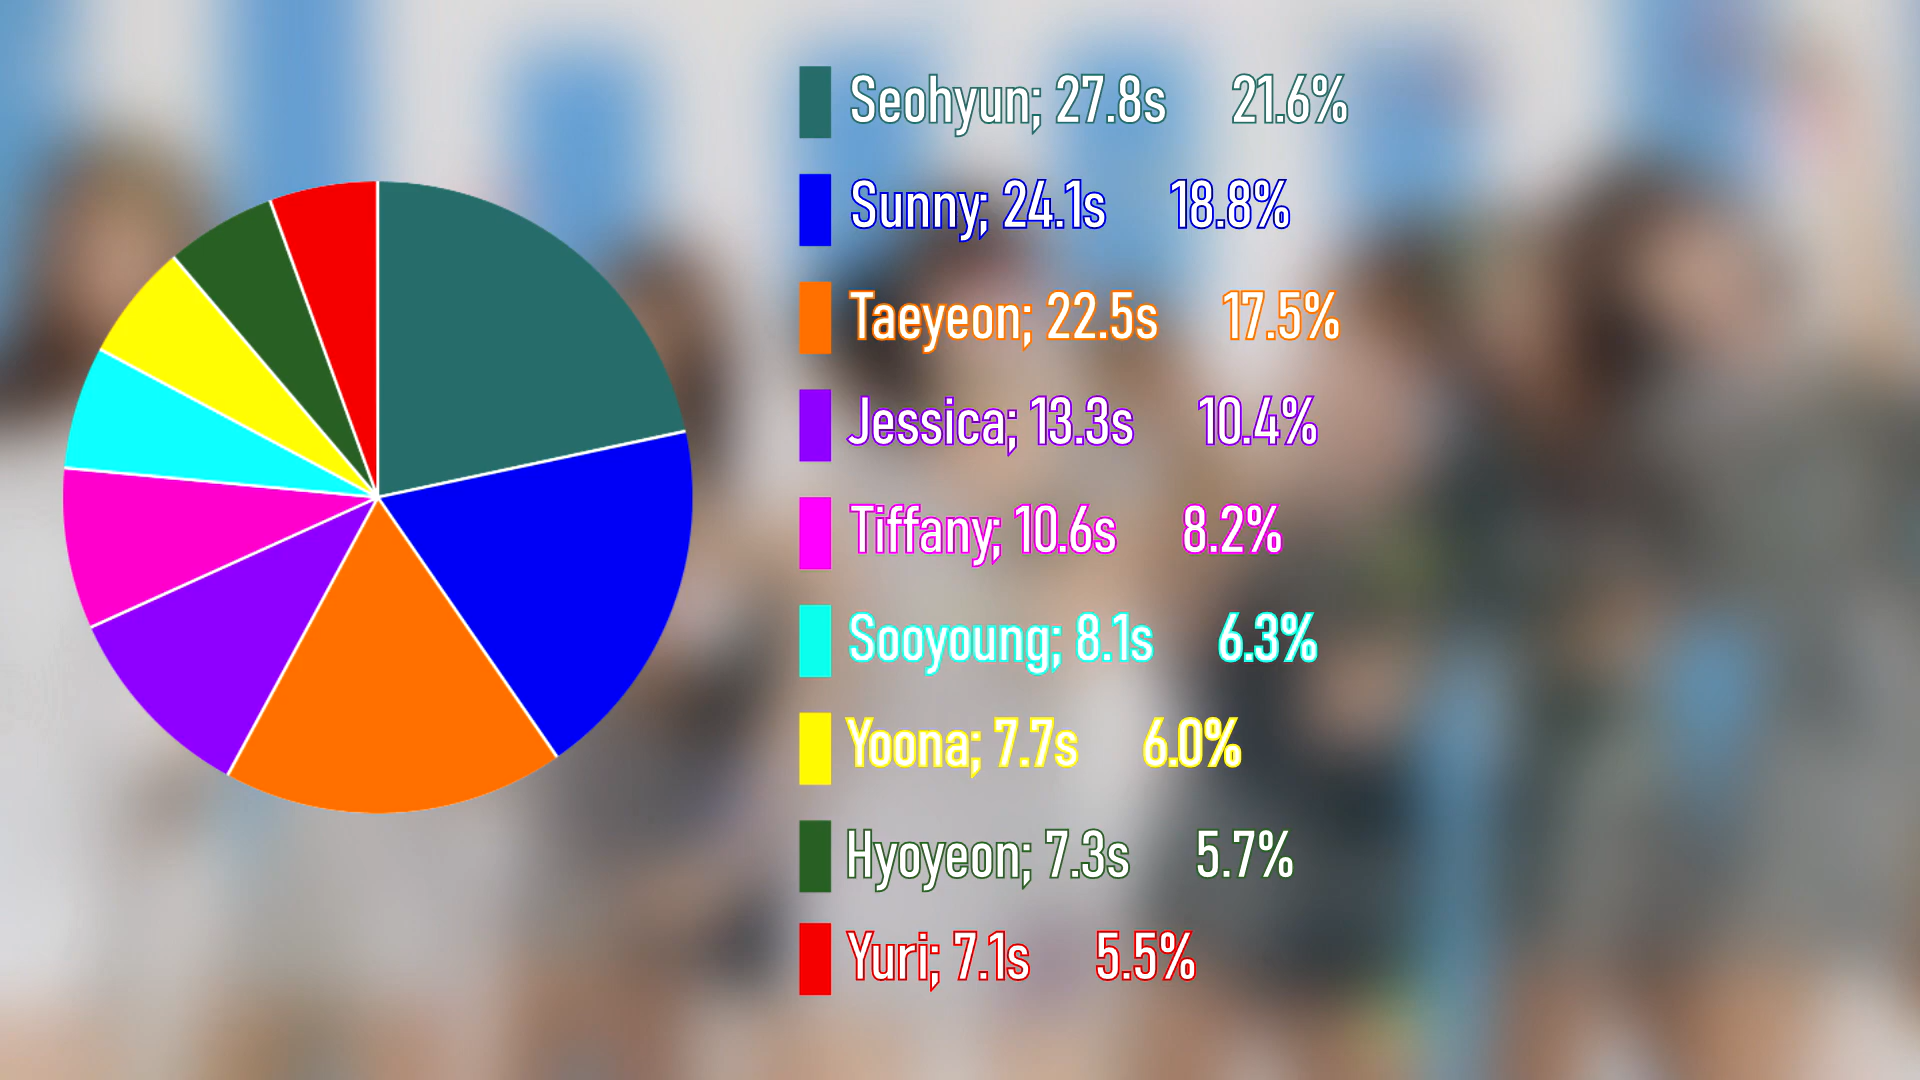 Seohyun; 27.8s 21.6%
Sunny; 24.1s 18.8%
Taeyeon; 22.5s 17.5%
Jessica; 13.3s 10.4%
Tiffany; 10.6s 8.2%
Sooyoung; 8.1s 6.3%
Yoona; 7.7s 6.0%
Hyoyeon; 7.3s 5.7%
Yuri; 7.1s 5.5%